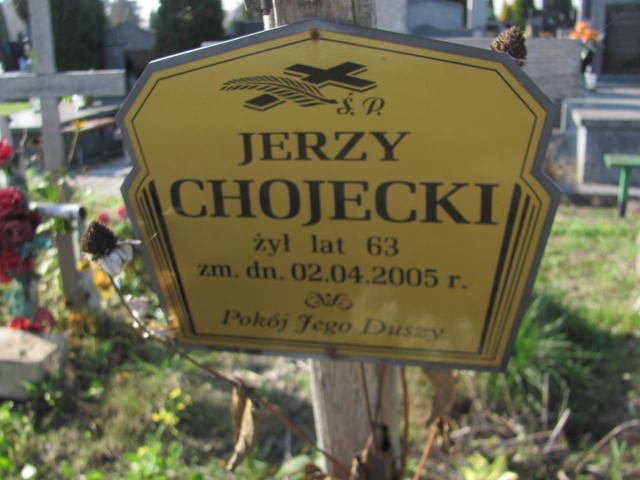 Ś. P.
JERZY
CHOJECKI
żył lat 63
zm. dn. 02.04.2005 r.
Pokój Jego Duszy